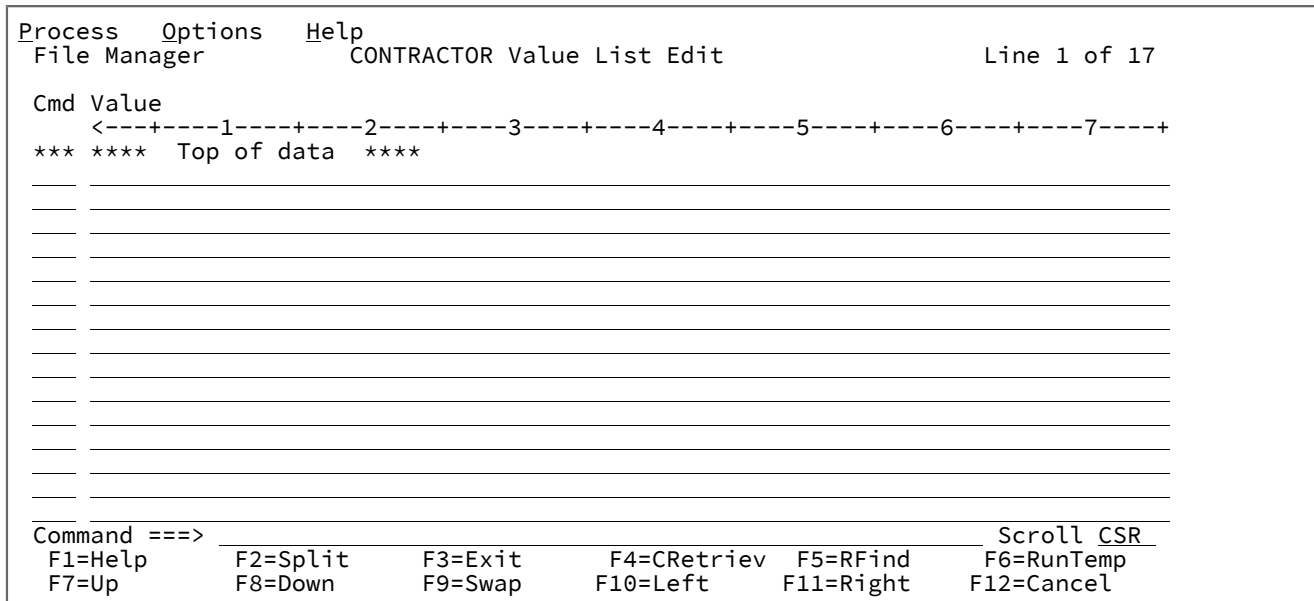 Process   Options   Help
File Manager          CONTRACTOR Value List Edit                  Line 1 of 17
Cmd Value
<---+----1----+----2----+----3----+----4----+----5----+----6----+----7----+
*** ****  Top of data  ****
Command ===>                                                       Scroll CSR
F1=Help      F2=Split     F3=Exit      F4=CRetriev  F5=RFind     F6=RunTemp
F7=Up        F8=Down      F9=Swap     F10=Left     F11=Right    F12=Cancel